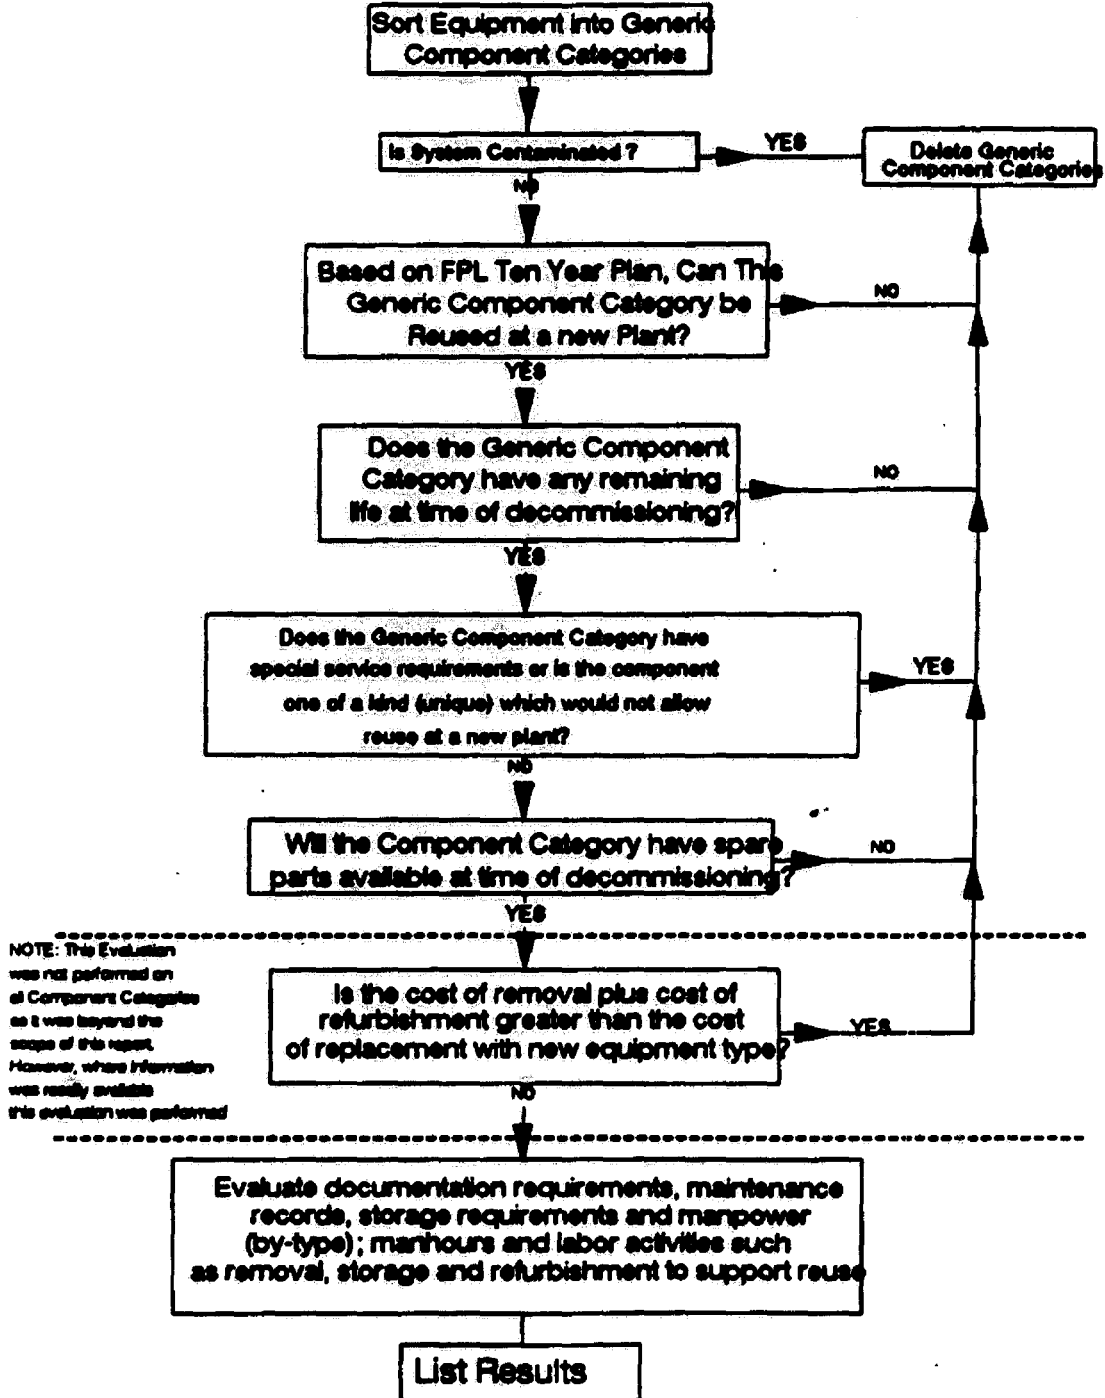 Sort Equipment into Generic
Component Categories
Is System Contaminated ?
YES
Delete Generic
Component Categories
NO
Based on FPL Ten Year Plan, Can This
Generic Component Category be
Reused at a new Plant?
NO
YES
Does the Generic Component
Category have any remaining
life at time of decommissioning?
NO
YES
Does the Generic Component Category have
special service requirements or is the component
one of a kind (unique) which would not allow
reuse at a new plant?
YES
NO
Will the Component Category have spare
parts available at time of decommissioning?
NO
YES
NOTE: This Evaluation
was not performed on
all Component Categories
as it was beyond the
scope of this report.
However, where information
was readily available
this evaluation was performed
Is the cost of removal plus cost of
refurbishment greater than the cost
of replacement with new equipment type?
YES
NO
Evaluate documentation requirements, maintenance
records, storage requirements and manpower
(by-type); manhours and labor activities such
as removal, storage and refurbishment to support reuse
List Results